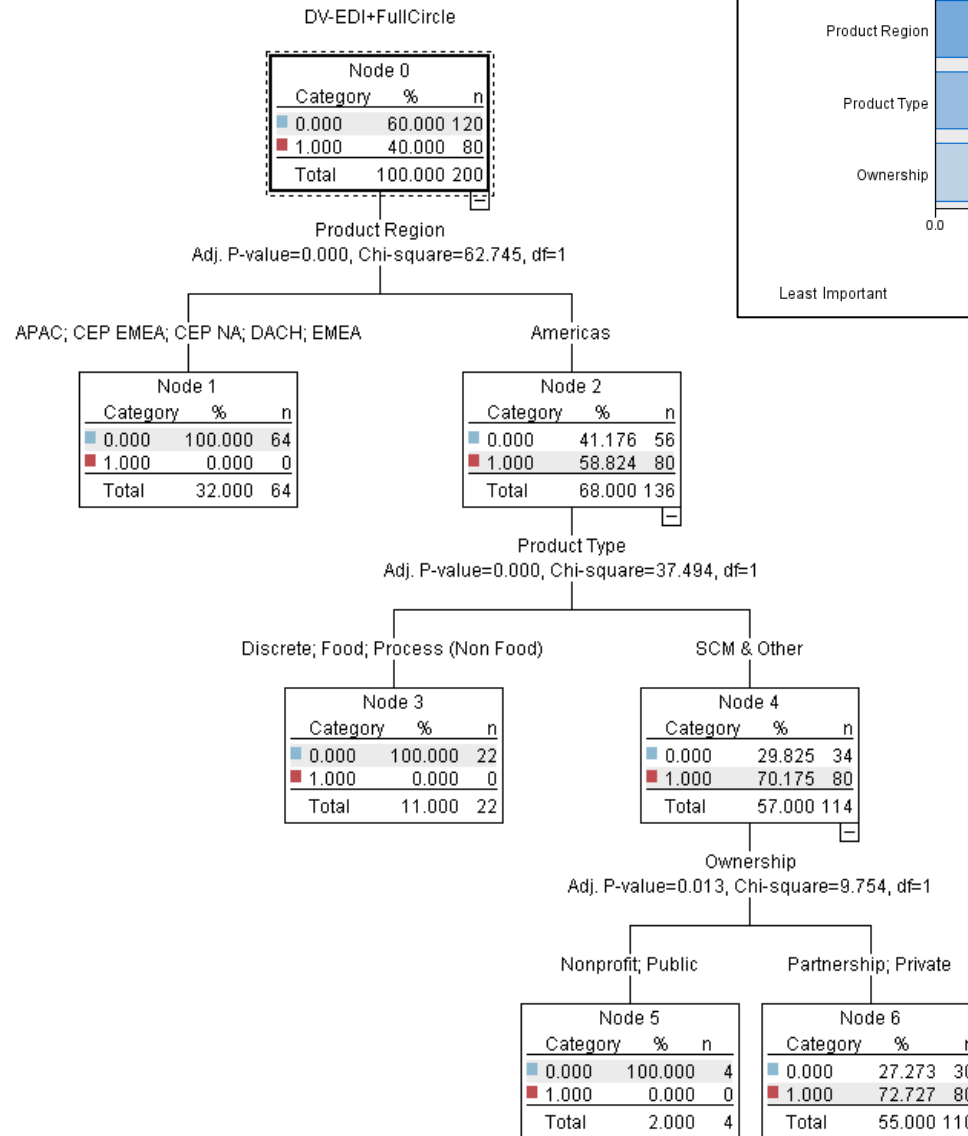 DV-EDI+FullCircle
Node 0
Category % n
0.000 60.000 120
1.000 40.000 80
Total 100.000 200
Product Region
Adj. P-value=0.000, Chi-square=62.745, df=1
APAC; CEP EMEA; CEP NA; DACH; EMEA
Node 1
Category % n
0.000 100.000 64
1.000 0.000 0
Total 32.000 64
Americas
Node 2
Category % n
0.000 41.176 56
1.000 58.824 80
Total 68.000 136
Product Type
Adj. P-value=0.000, Chi-square=37.494, df=1
Discrete; Food; Process (Non Food)
Node 3
Category % n
0.000 100.000 22
1.000 0.000 0
Total 11.000 22
SCM & Other
Node 4
Category % n
0.000 29.825 34
1.000 70.175 80
Total 57.000 114
Ownership
Adj. P-value=0.013, Chi-square=9.754, df=1
Nonprofit; Public
Node 5
Category % n
0.000 100.000 4
1.000 0.000 0
Total 2.000 4
Partnership; Private
Node 6
Category % n
0.000 27.273 30
1.000 72.727 80
Total 55.000 110
Product Region
Product Type
Ownership
0.0
Least Important